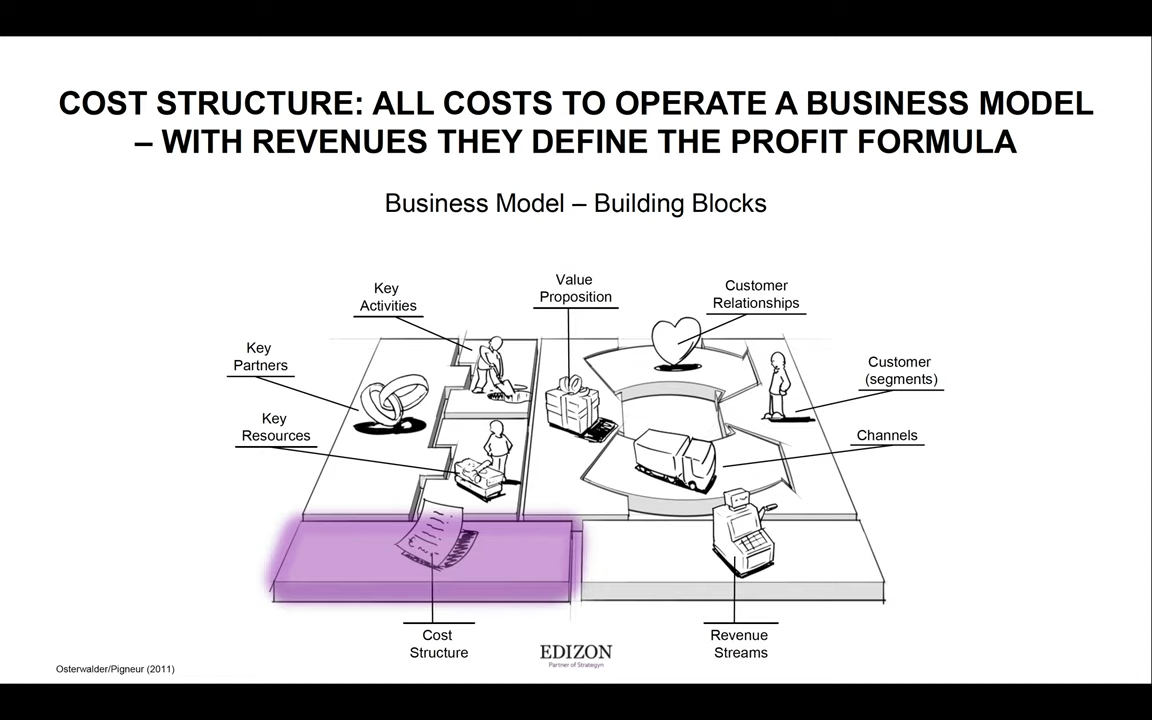 COST STRUCTURE: ALL COSTS TO OPERATE A BUSINESS MODEL
– WITH REVENUES THEY DEFINE THE PROFIT FORMULA
Business Model – Building Blocks
Key
Activities
Value
Proposition
Customer
Relationships
Key
Partners
Customer
(segments)
Key
Resources
Channels
Cost
Structure
Revenue
Streams
EDIZON
Partner of Strategyn
Osterwalder/Pigneur (2011)